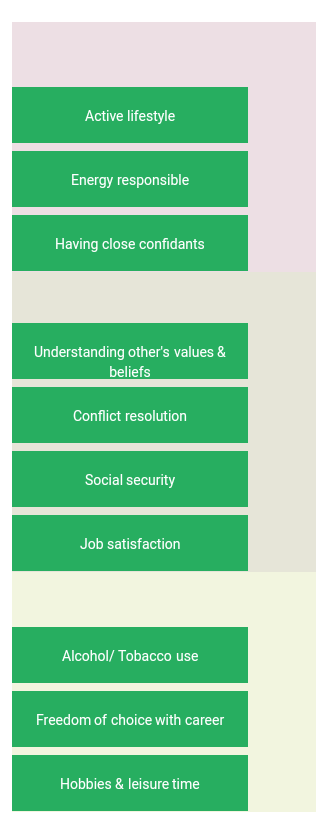 Active lifestyle
Energy responsible
Having close confidants
Understanding other's values &
beliefs
Conflict resolution
Social security
Job satisfaction
Alcohol/ Tobacco use
Freedom of choice with career
Hobbies & leisure time